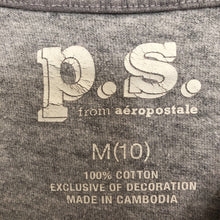 p.s.
from aéropostale
M(10)
100% COTTON
EXCLUSIVE OF DECORATION
MADE IN CAMBODIA